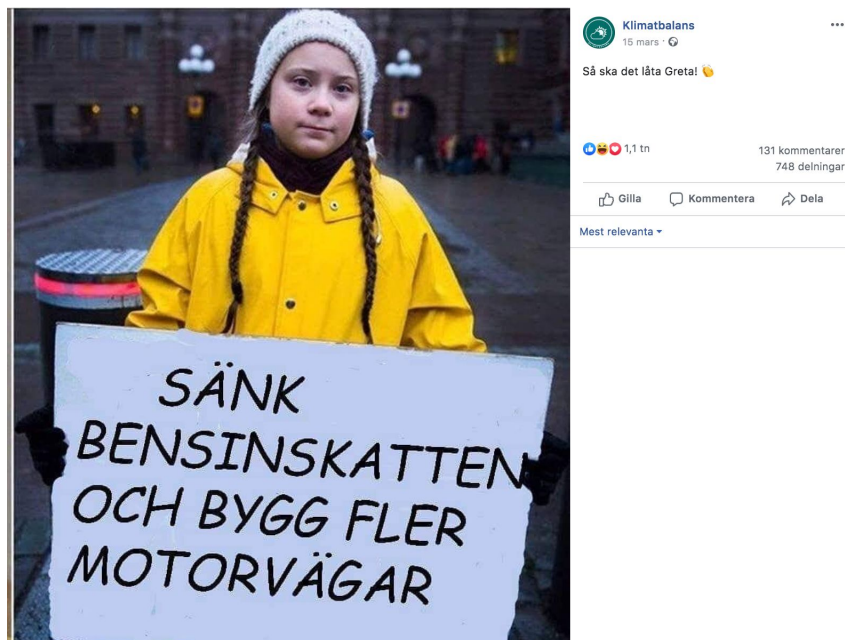 SÄNK
BENSINSKATTEN
OCH BYGG FLER
MOTORVÄGAR
Klimatbalans
15 mars
Så ska det låta Greta!
1,1 tn
131 kommentarer
748 delningar
Gilla
Kommentera
Dela
Mest relevanta